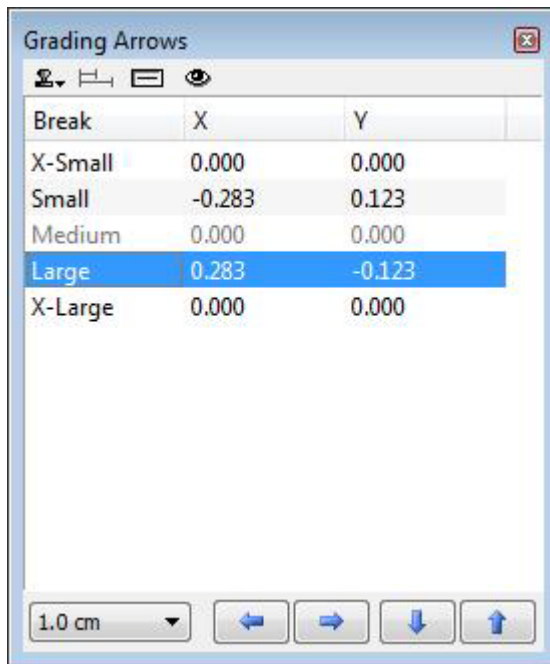 Grading Arrows
Break X Y
X-Small 0.000 0.000
Small -0.283 0.123
Medium 0.000 0.000
Large 0.283 -0.123
X-Large 0.000 0.000
1.0 cm